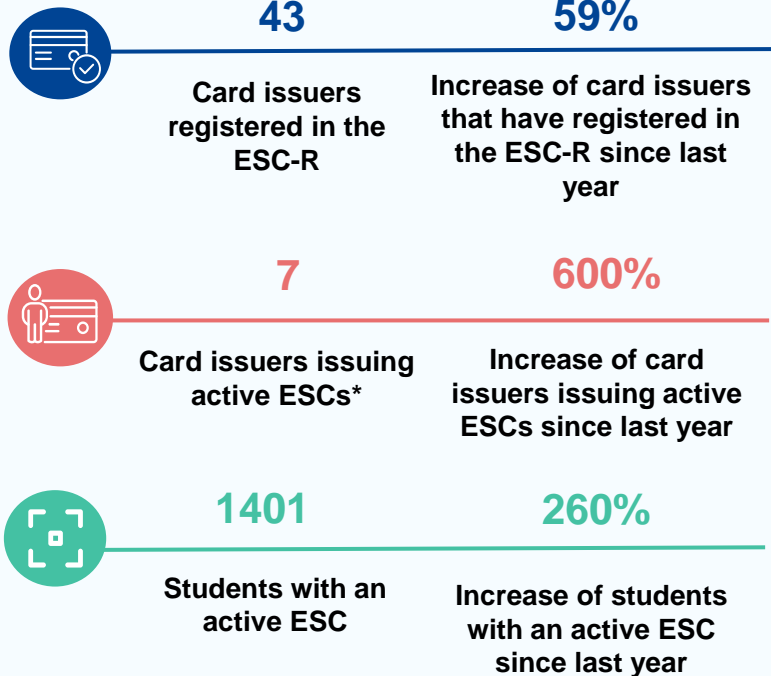 43
59%
Card issuers
registered in the
ESC-R
Increase of card issuers
that have registered in
the ESC-R since last
year
7
600%
Card issuers issuing
active ESCs*
Increase of card
issuers issuing active
ESCs since last year
1401
260%
Students with an
active ESC
Increase of students
with an active ESC
since last year